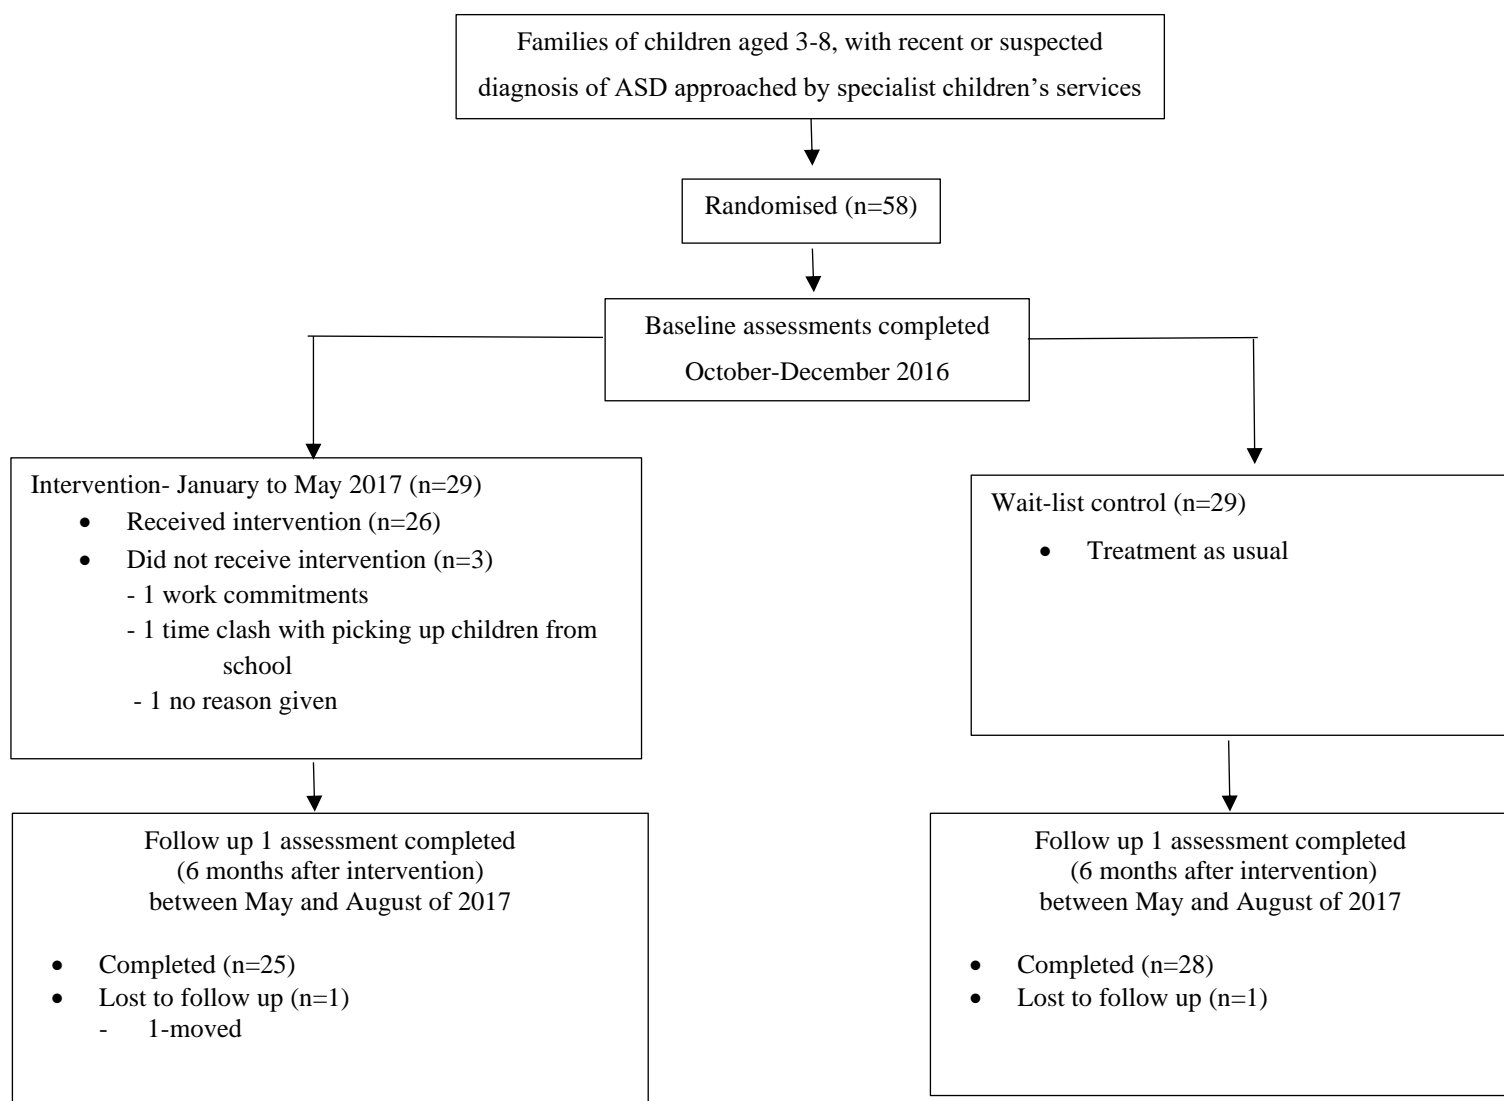 Families of children aged 3-8, with recent or suspected
diagnosis of ASD approached by specialist children’s services
Randomised (n=58)
Baseline assessments completed
October-December 2016
Intervention- January to May 2017 (n=29)
• Received intervention (n=26)
• Did not receive intervention (n=3)
- 1 work commitments
- 1 time clash with picking up children from
school
- 1 no reason given
Wait-list control (n=29)
• Treatment as usual
Follow up 1 assessment completed
(6 months after intervention)
between May and August of 2017
• Completed (n=25)
• Lost to follow up (n=1)
- 1-moved
Follow up 1 assessment completed
(6 months after intervention)
between May and August of 2017
• Completed (n=28)
• Lost to follow up (n=1)